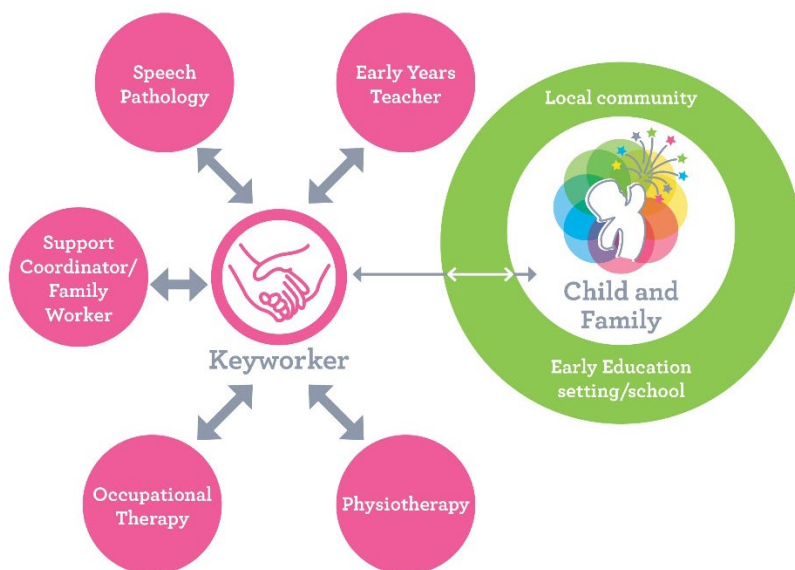 Speech
Pathology
Early Years
Teacher
Local community
Support
Coordinator/
Family
Worker
Keyworker
Child and
Family
Early Education
setting/school
Occupational
Therapy
Physiotherapy